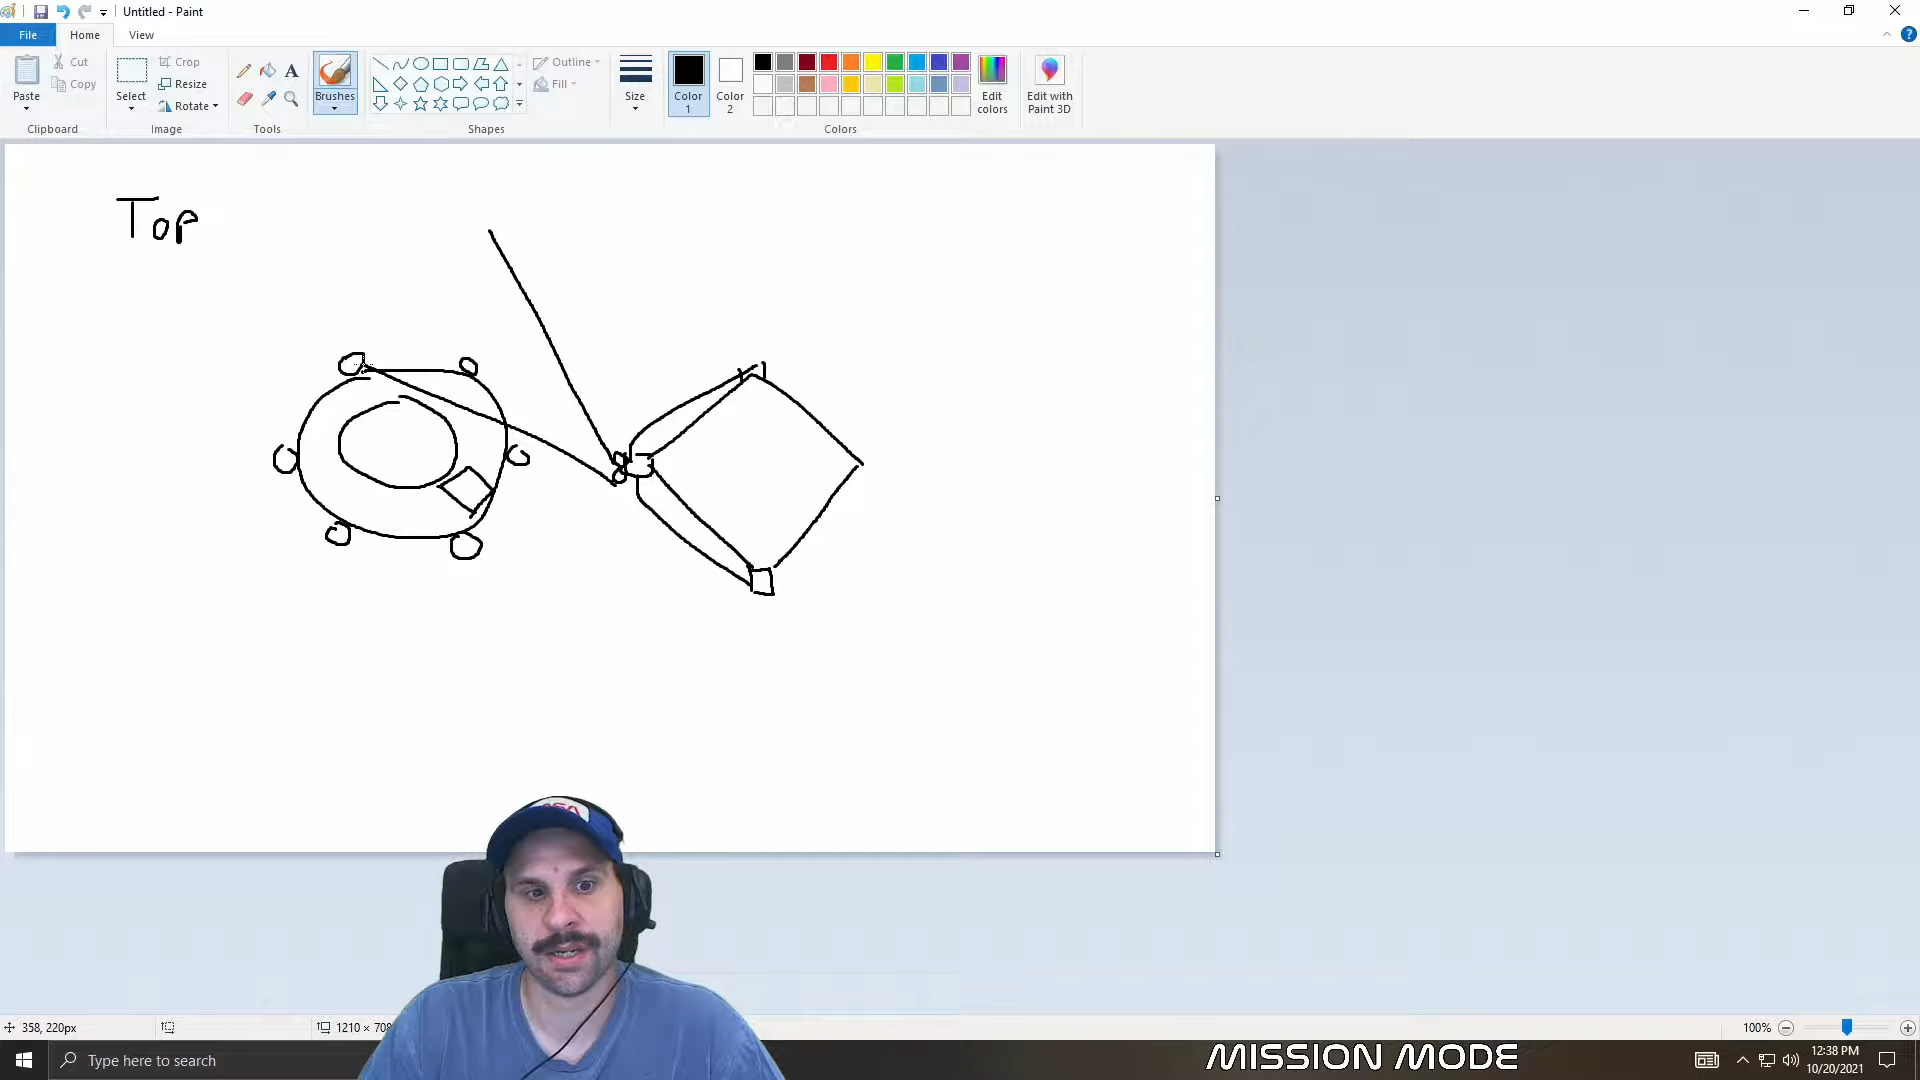 Untitled - Paint
File
Home
View
Paste
Cut
Copy
Clipboard
Select
Crop
Resize
Rotate
Image
A
Tools
Brushes
Outline
Fill
Shapes
Size
Color
1
Color
2
Edit
colors
Edit with
Paint 3D
Colors
?
Top
358, 220px
1210 × 708
100%
Type here to search
MISSION MODE
12:38 PM
10/20/2021